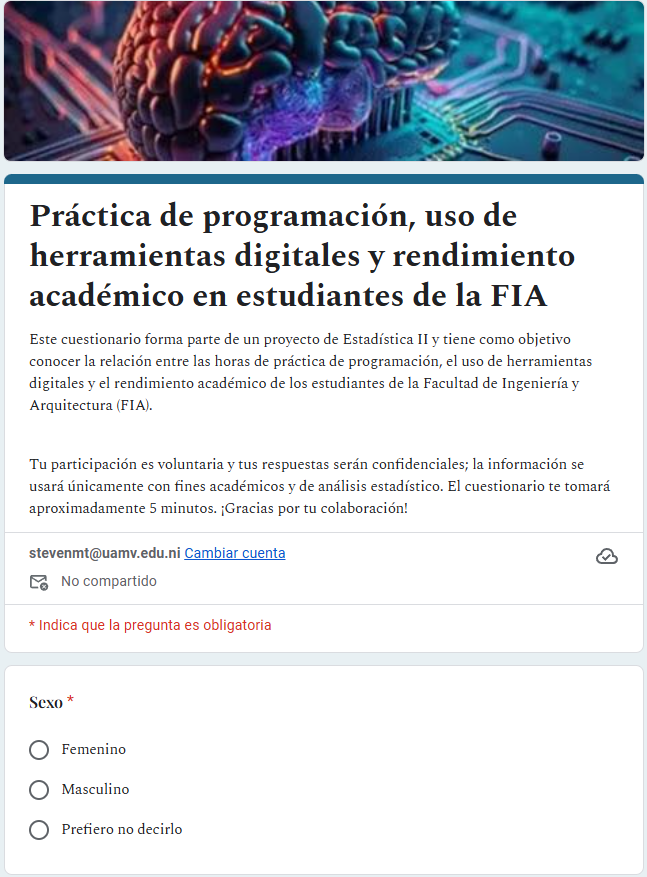 Práctica de programación, uso de
herramientas digitales y rendimiento
académico en estudiantes de la FIA
Este cuestionario forma parte de un proyecto de Estadística II y tiene como objetivo
conocer la relación entre las horas de práctica de programación, el uso de herramientas
digitales y el rendimiento académico de los estudiantes de la Facultad de Ingeniería y
Arquitectura (FIA).
Tu participación es voluntaria y tus respuestas serán confidenciales; la información se
usará únicamente con fines académicos y de análisis estadístico. El cuestionario te tomará
aproximadamente 5 minutos. ¡Gracias por tu colaboración!
stevenmt@uamv.edu.ni Cambiar cuenta
No compartido
* Indica que la pregunta es obligatoria
Sexo *
Femenino
Masculino
Prefiero no decirlo